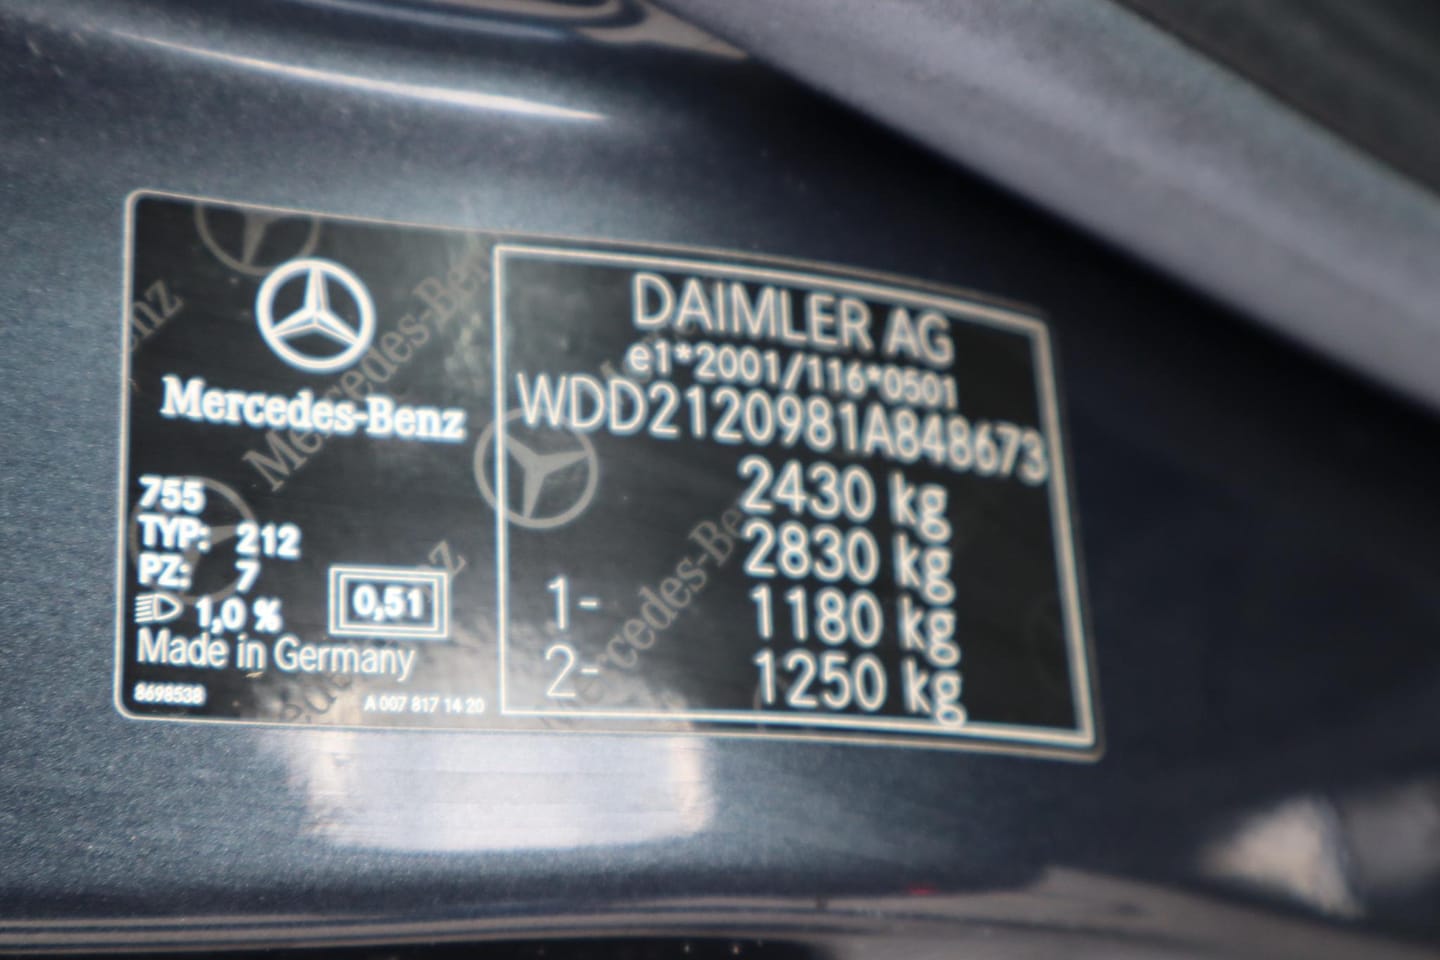 Mercedes-Benz
755
TYP: 212
PZ: 7
1,0 %
0,51
Made in Germany
8698538
A 007 817 14 20
DAIMLER AG
e1*2001/116*0501
WDD2120981A848673
2430 kg
2830 kg
1- 1180 kg
2- 1250 kg